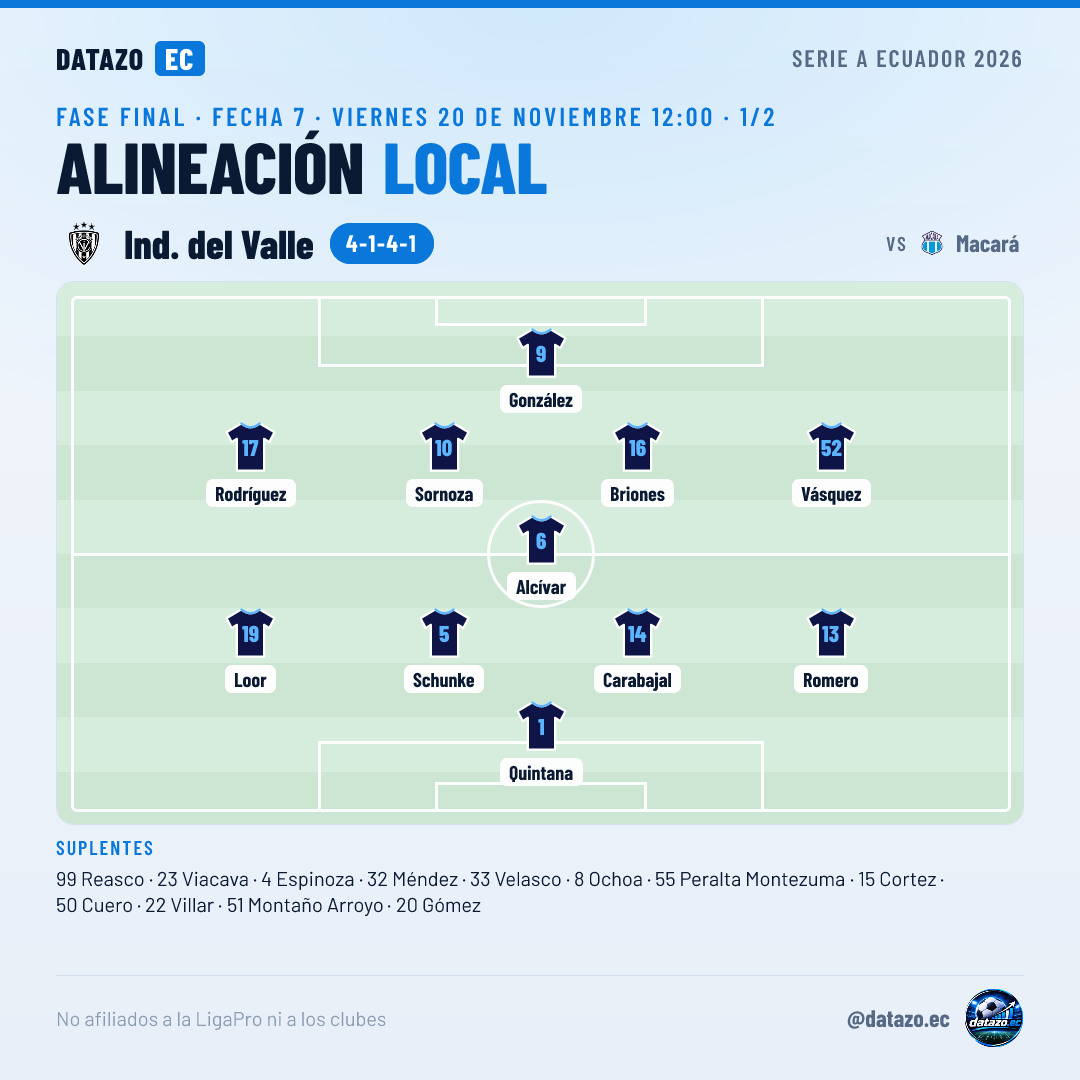 DATAZO EC
SERIE A ECUADOR 2026
FASE FINAL · FECHA 7 · VIERNES 20 DE NOVIEMBRE 12:00 · 1/2
ALINEACIÓN LOCAL
Ind. del Valle 4-1-4-1
VS Macará
9
González
17 10 16 52
Rodríguez Sornoza Briones Vásquez
6
Alcívar
19 5 14 13
Loor Schunke Carabajal Romero
1
Quintana
SUPLENTES
99 Reasco · 23 Viacava · 4 Espinoza · 32 Méndez · 33 Velasco · 8 Ochoa · 55 Peralta Montezuma · 15 Cortez ·
50 Cuero · 22 Villar · 51 Montaño Arroyo · 20 Gómez
No afiliados a la LigaPro ni a los clubes
@datazo.ec
datazo.ec